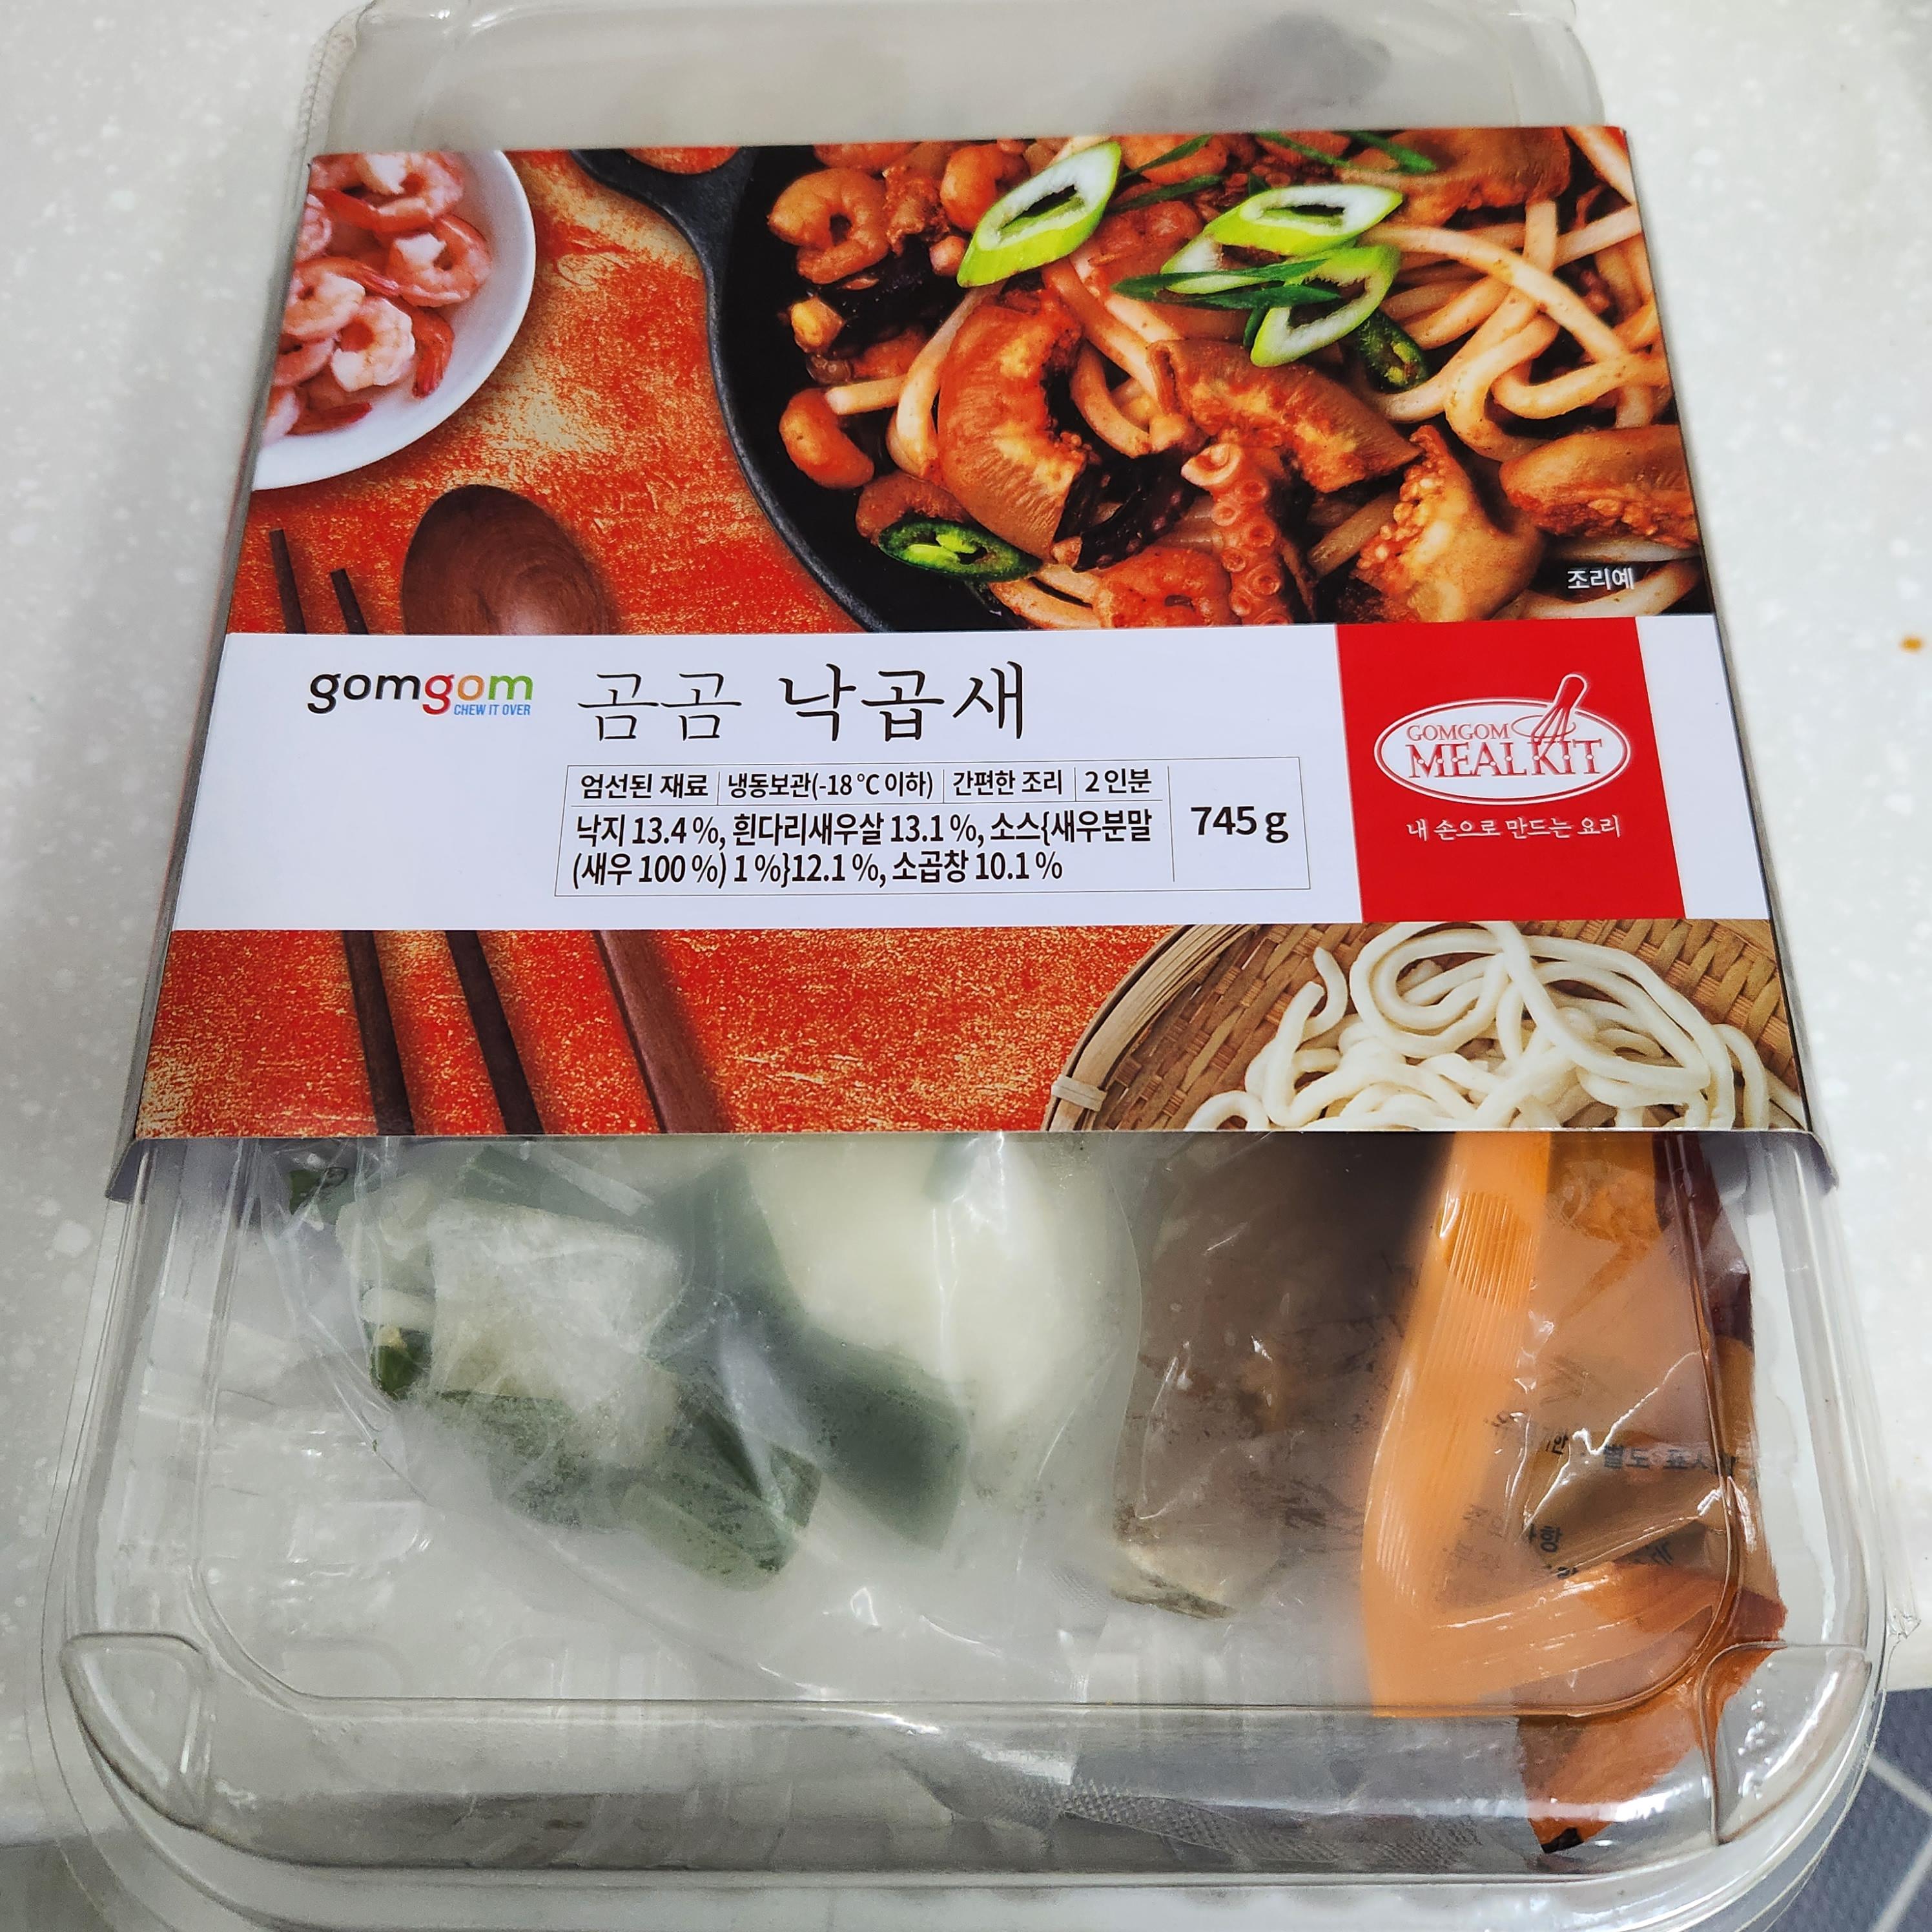 조리예
gomgom
CHEW IT OVER
곰곰 낙곱새
엄선된 재료 | 냉동보관(-18 °C 이하) | 간편한 조리 | 2인분
낙지 13.4 %, 흰다리새우살 13.1 %, 소스{새우분말
(새우 100 %) 1 %}12.1 %, 소곱창 10.1 %
745 g
GOMGOM
MEAL KIT
내 손으로 만드는 요리
별도